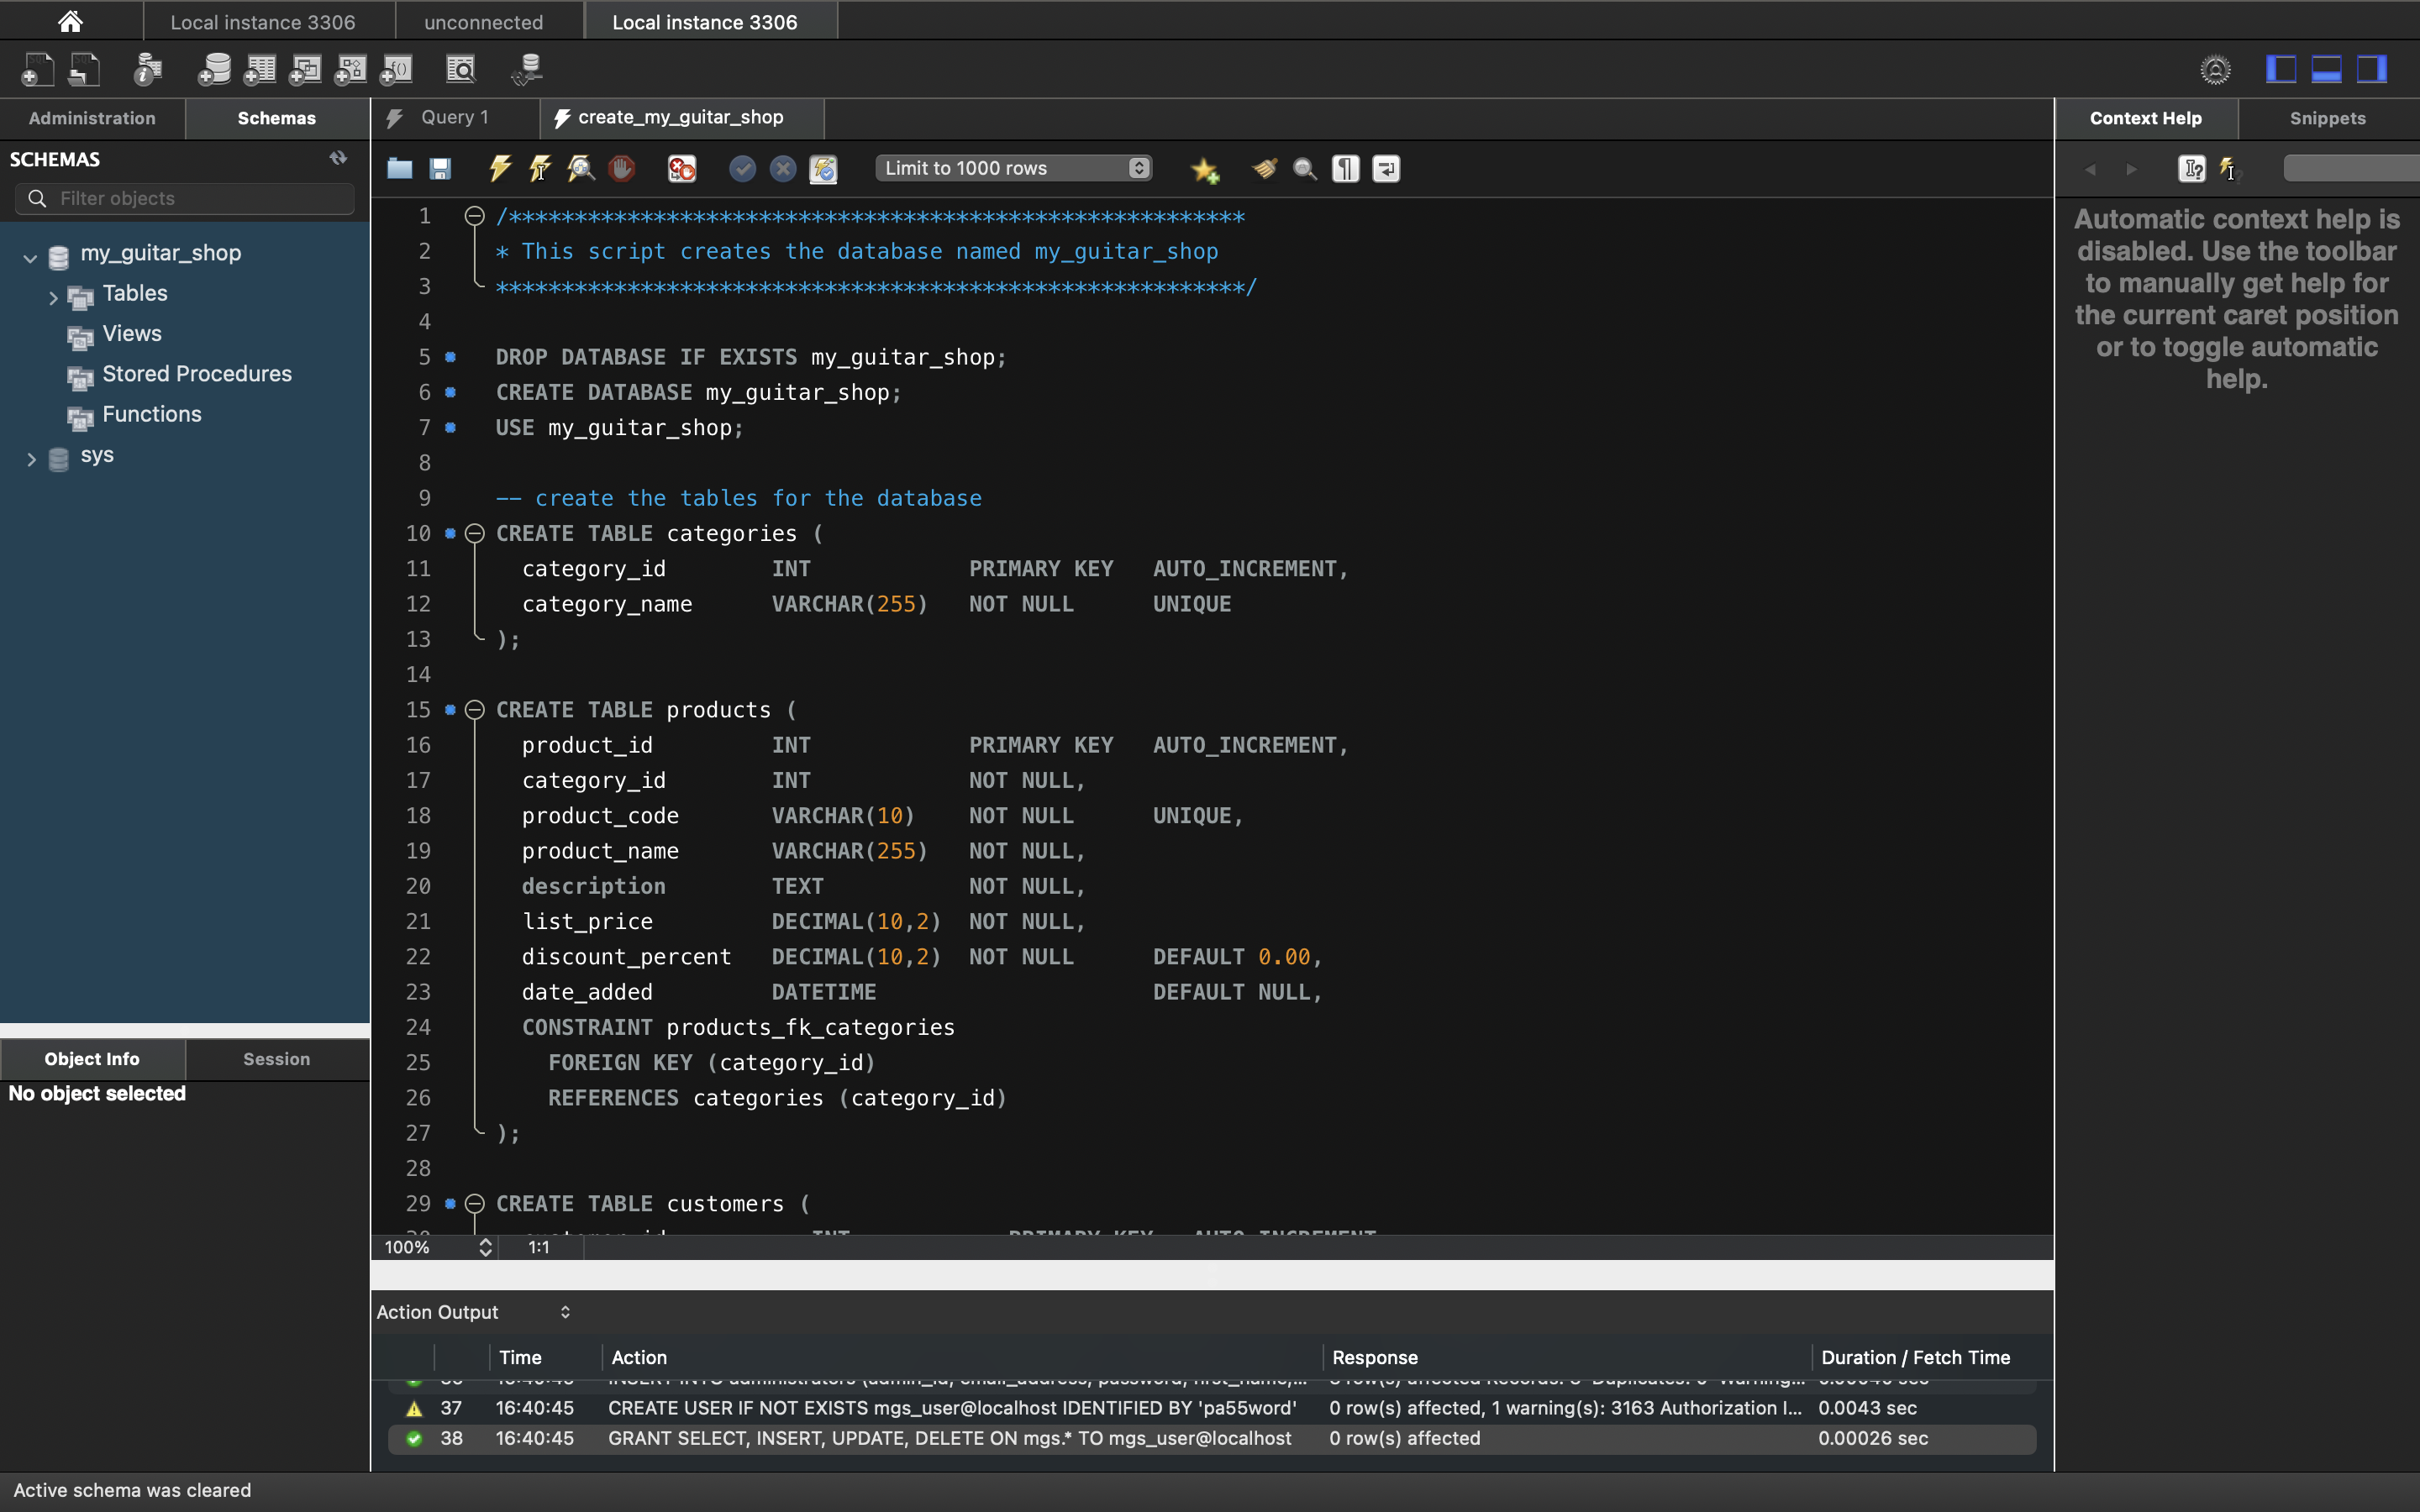 Local instance 3306
unconnected
Local instance 3306
Administration
Schemas
Query 1
create_my_guitar_shop
Context Help
Snippets
SCHEMAS
Filter objects
Limit to 1000 rows
my_guitar_shop
Tables
Views
Stored Procedures
Functions
sys
1 /********************************************************
2 * This script creates the database named my_guitar_shop
3 *********************************************************/
4
5 DROP DATABASE IF EXISTS my_guitar_shop;
6 CREATE DATABASE my_guitar_shop;
7 USE my_guitar_shop;
8
9 -- create the tables for the database
10 CREATE TABLE categories (
11 category_id INT PRIMARY KEY AUTO_INCREMENT,
12 category_name VARCHAR(255) NOT NULL UNIQUE
13 );
14
15 CREATE TABLE products (
16 product_id INT PRIMARY KEY AUTO_INCREMENT,
17 category_id INT NOT NULL,
18 product_code VARCHAR(10) NOT NULL UNIQUE,
19 product_name VARCHAR(255) NOT NULL,
20 description TEXT NOT NULL,
21 list_price DECIMAL(10,2) NOT NULL,
22 discount_percent DECIMAL(10,2) NOT NULL DEFAULT 0.00,
23 date_added DATETIME DEFAULT NULL,
24 CONSTRAINT products_fk_categories
25 FOREIGN KEY (category_id)
26 REFERENCES categories (category_id)
27 );
28
29 CREATE TABLE customers (
100% 1:1
Automatic context help is
disabled. Use the toolbar
to manually get help for
the current caret position
or to toggle automatic
help.
Object Info
Session
No object selected
Action Output
Time Action Response Duration / Fetch Time
37 16:40:45 CREATE USER IF NOT EXISTS mgs_user@localhost IDENTIFIED BY 'pa55word' 0 row(s) affected, 1 warning(s): 3163 Authorization I... 0.0043 sec
38 16:40:45 GRANT SELECT, INSERT, UPDATE, DELETE ON mgs.* TO mgs_user@localhost 0 row(s) affected 0.00026 sec
Active schema was cleared